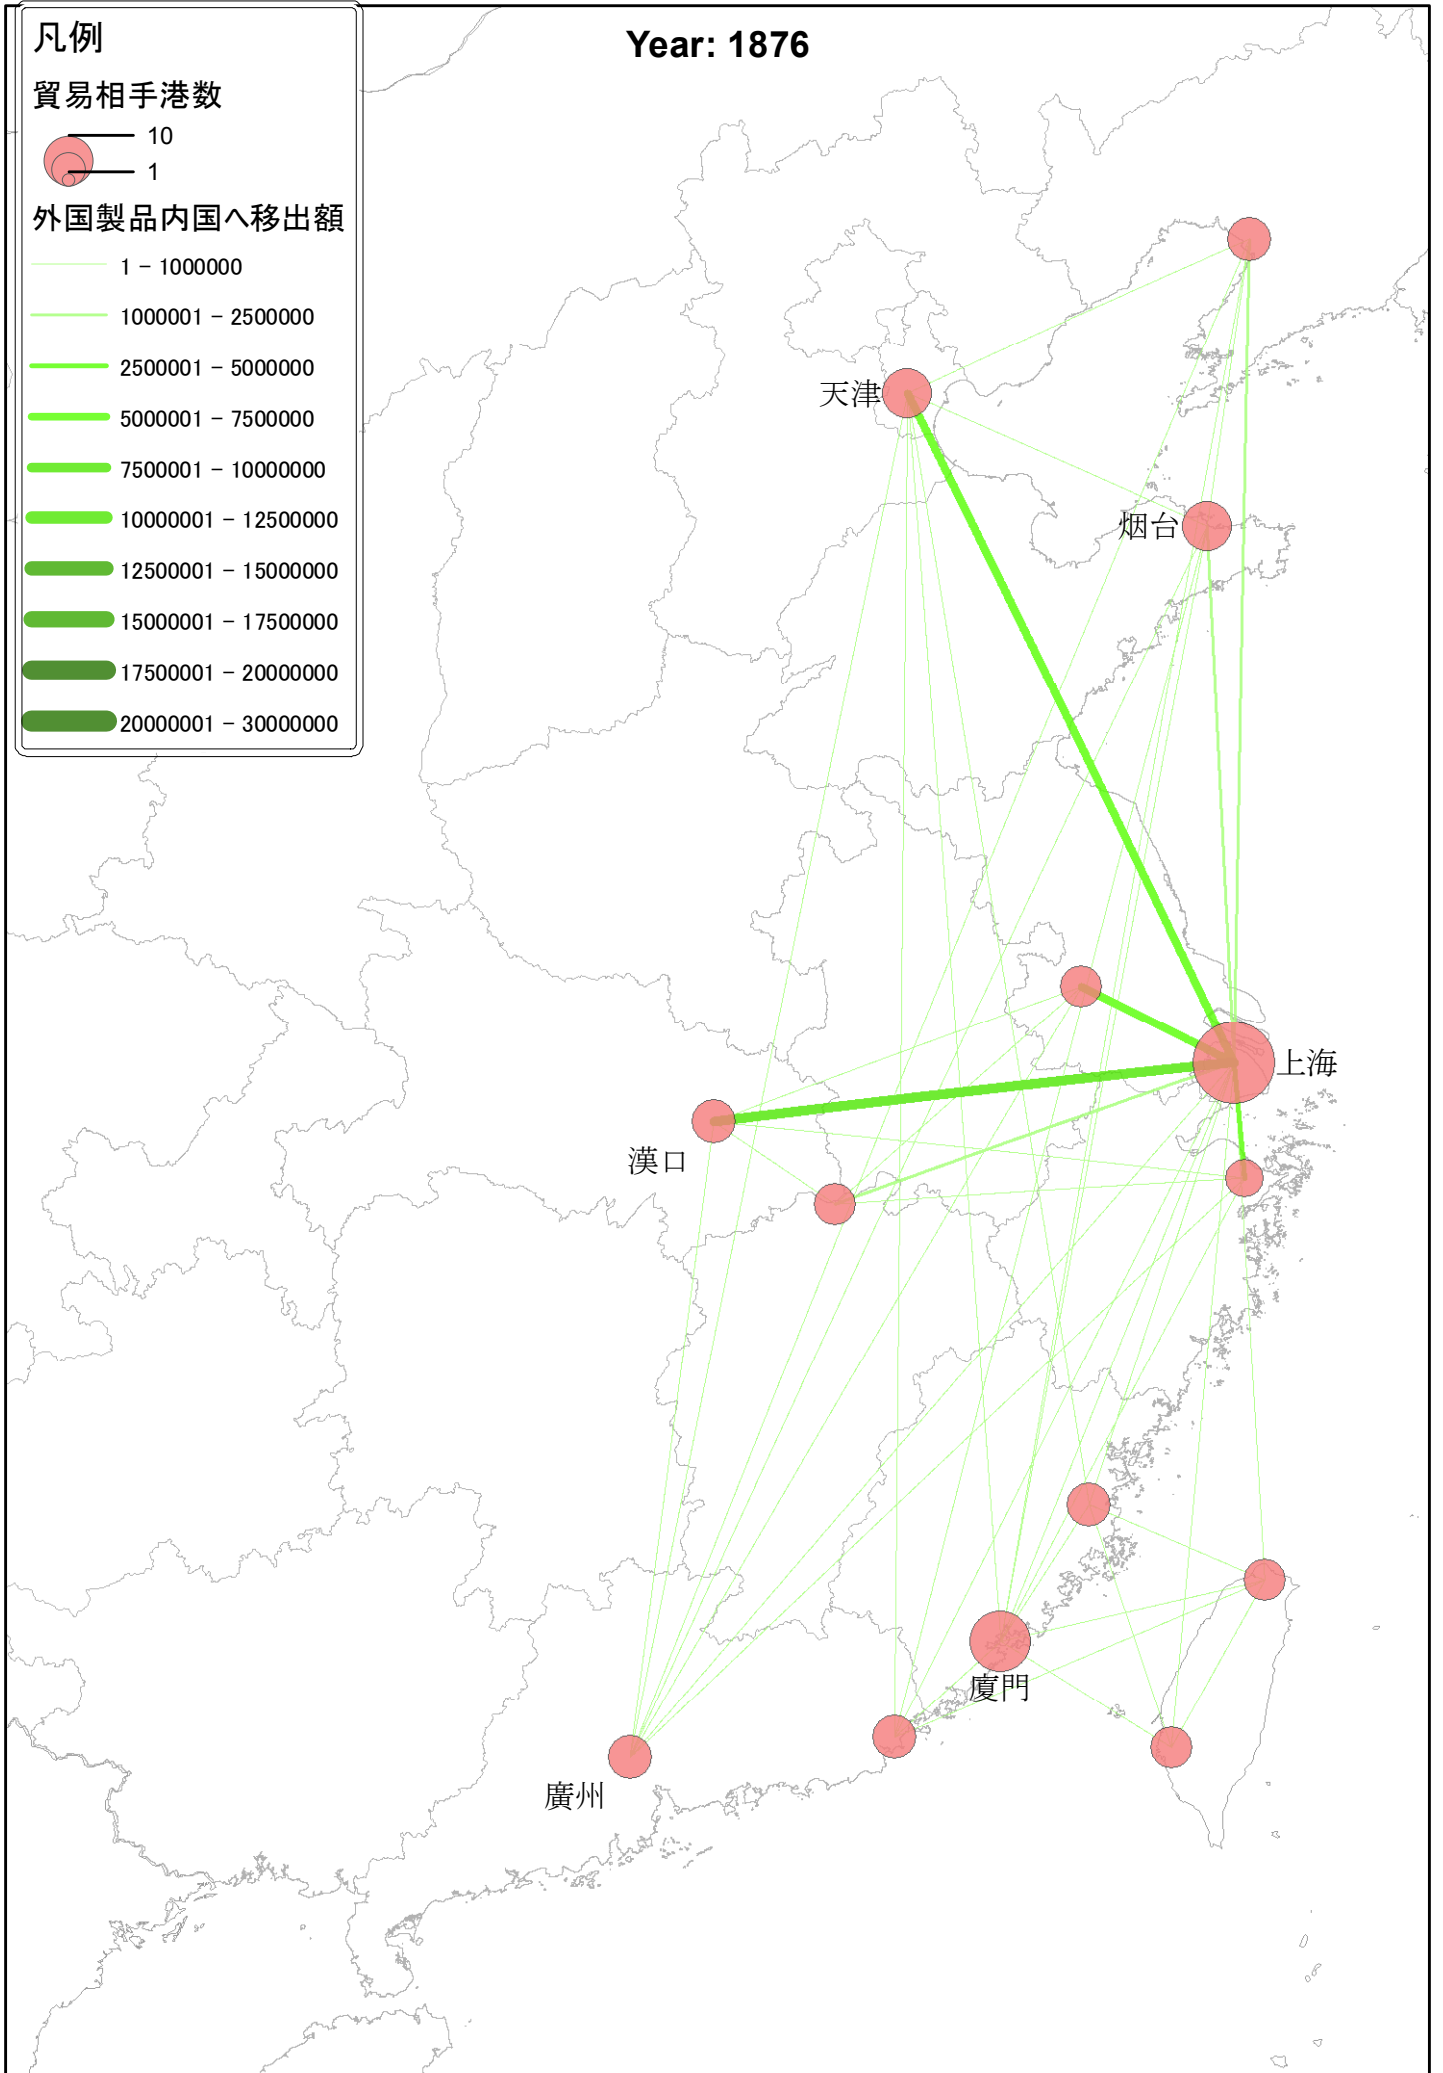 Year: 1876
凡例
貿易相手港数
10
1
外国製品内国へ移出額
1 - 1000000
1000001 - 2500000
2500001 - 5000000
5000001 - 7500000
7500001 - 10000000
10000001 - 12500000
12500001 - 15000000
15000001 - 17500000
17500001 - 20000000
20000001 - 30000000
天津
烟台
上海
漢口
廈門
廣州